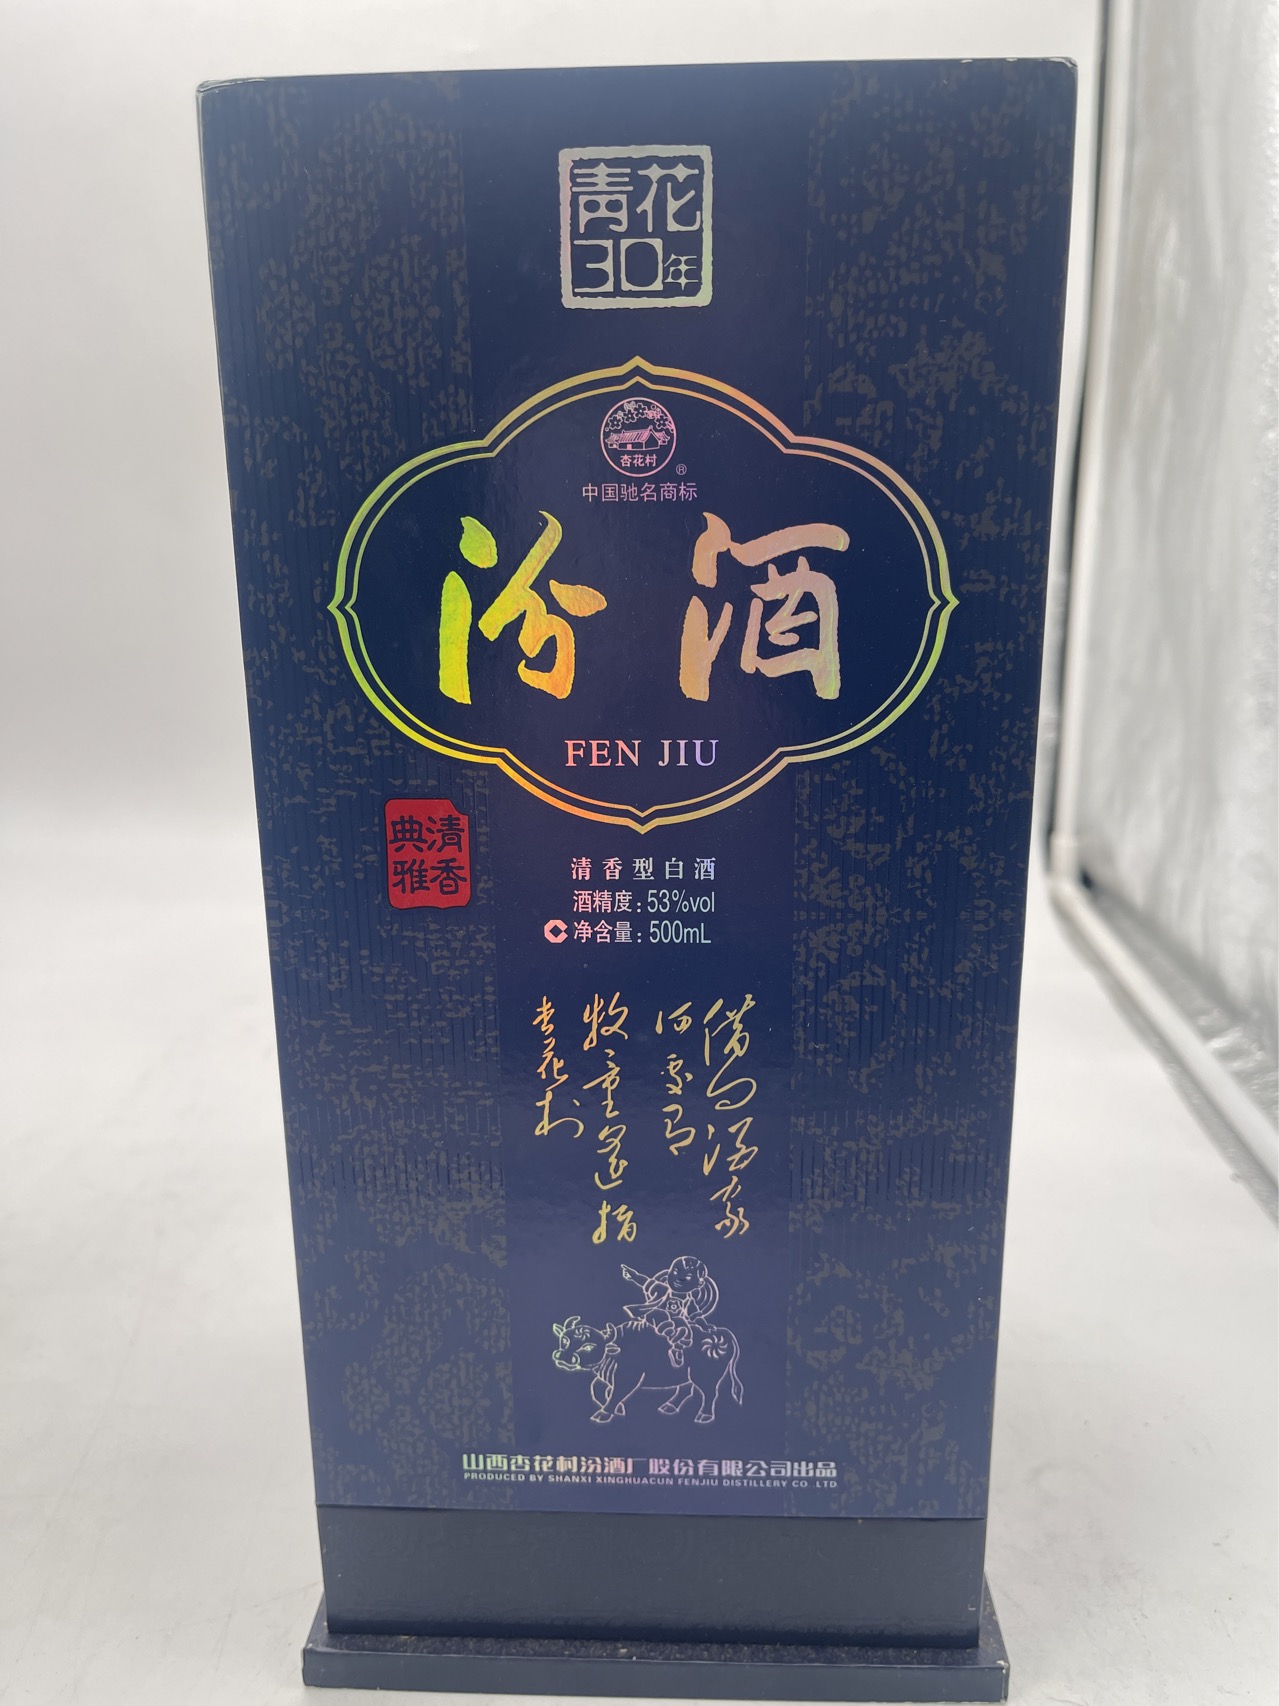 青花
30年
杏花村
®
中国驰名商标
汾酒
FEN JIU
清香
典雅
清香型白酒
酒精度:53%vol
净含量:500mL
借问酒家
何处有
牧童遥指
杏花村
山西杏花村汾酒厂股份有限公司出品
PRODUCED BY SHANXI XINGHUACUN FENJIU DISTILLERY CO.,LTD